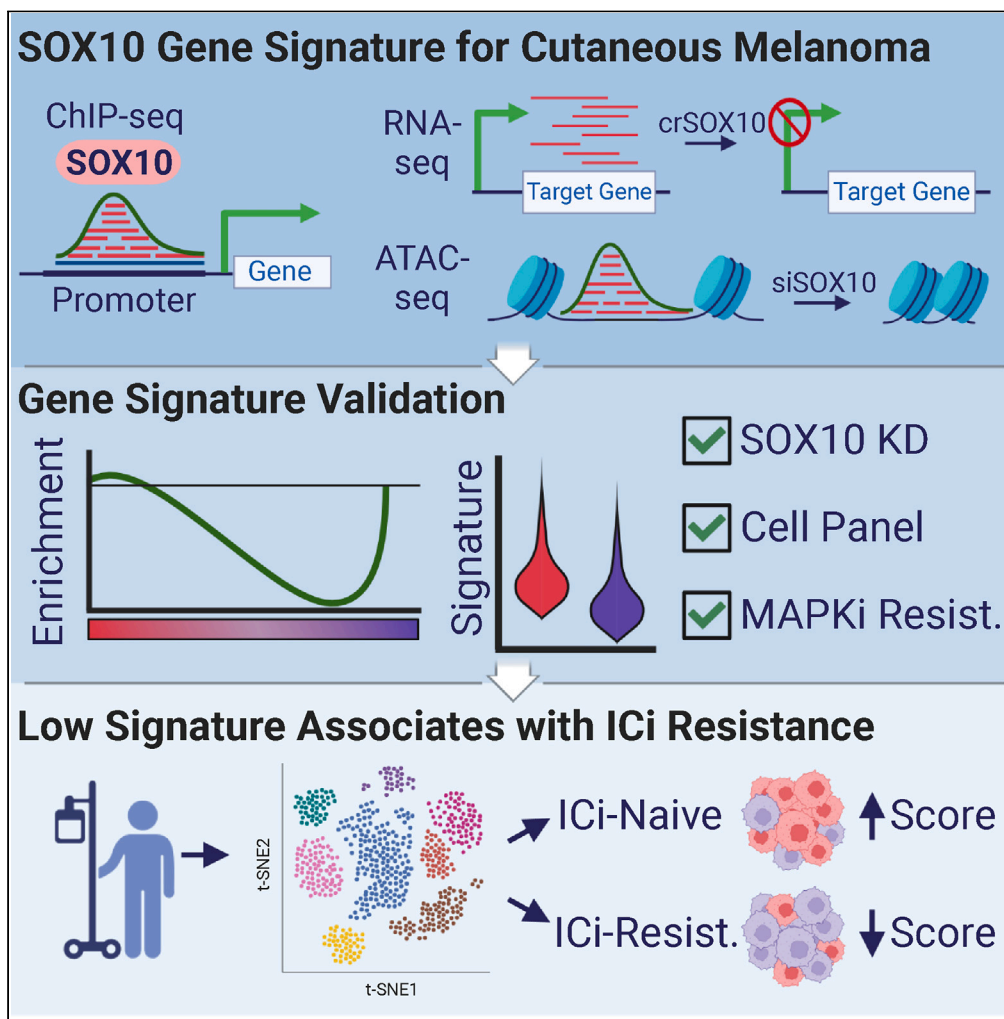 SOX10 Gene Signature for Cutaneous Melanoma
ChIP-seq
SOX10
Gene
Promoter
RNA-
seq
Target Gene
crSOX10
Target Gene
ATAC-
seq
siSOX10
Gene Signature Validation
Enrichment
Signature
SOX10 KD
Cell Panel
MAPKi Resist.
Low Signature Associates with ICi Resistance
t-SNE2
t-SNE1
ICi-Naive
Score
ICi-Resist.
Score